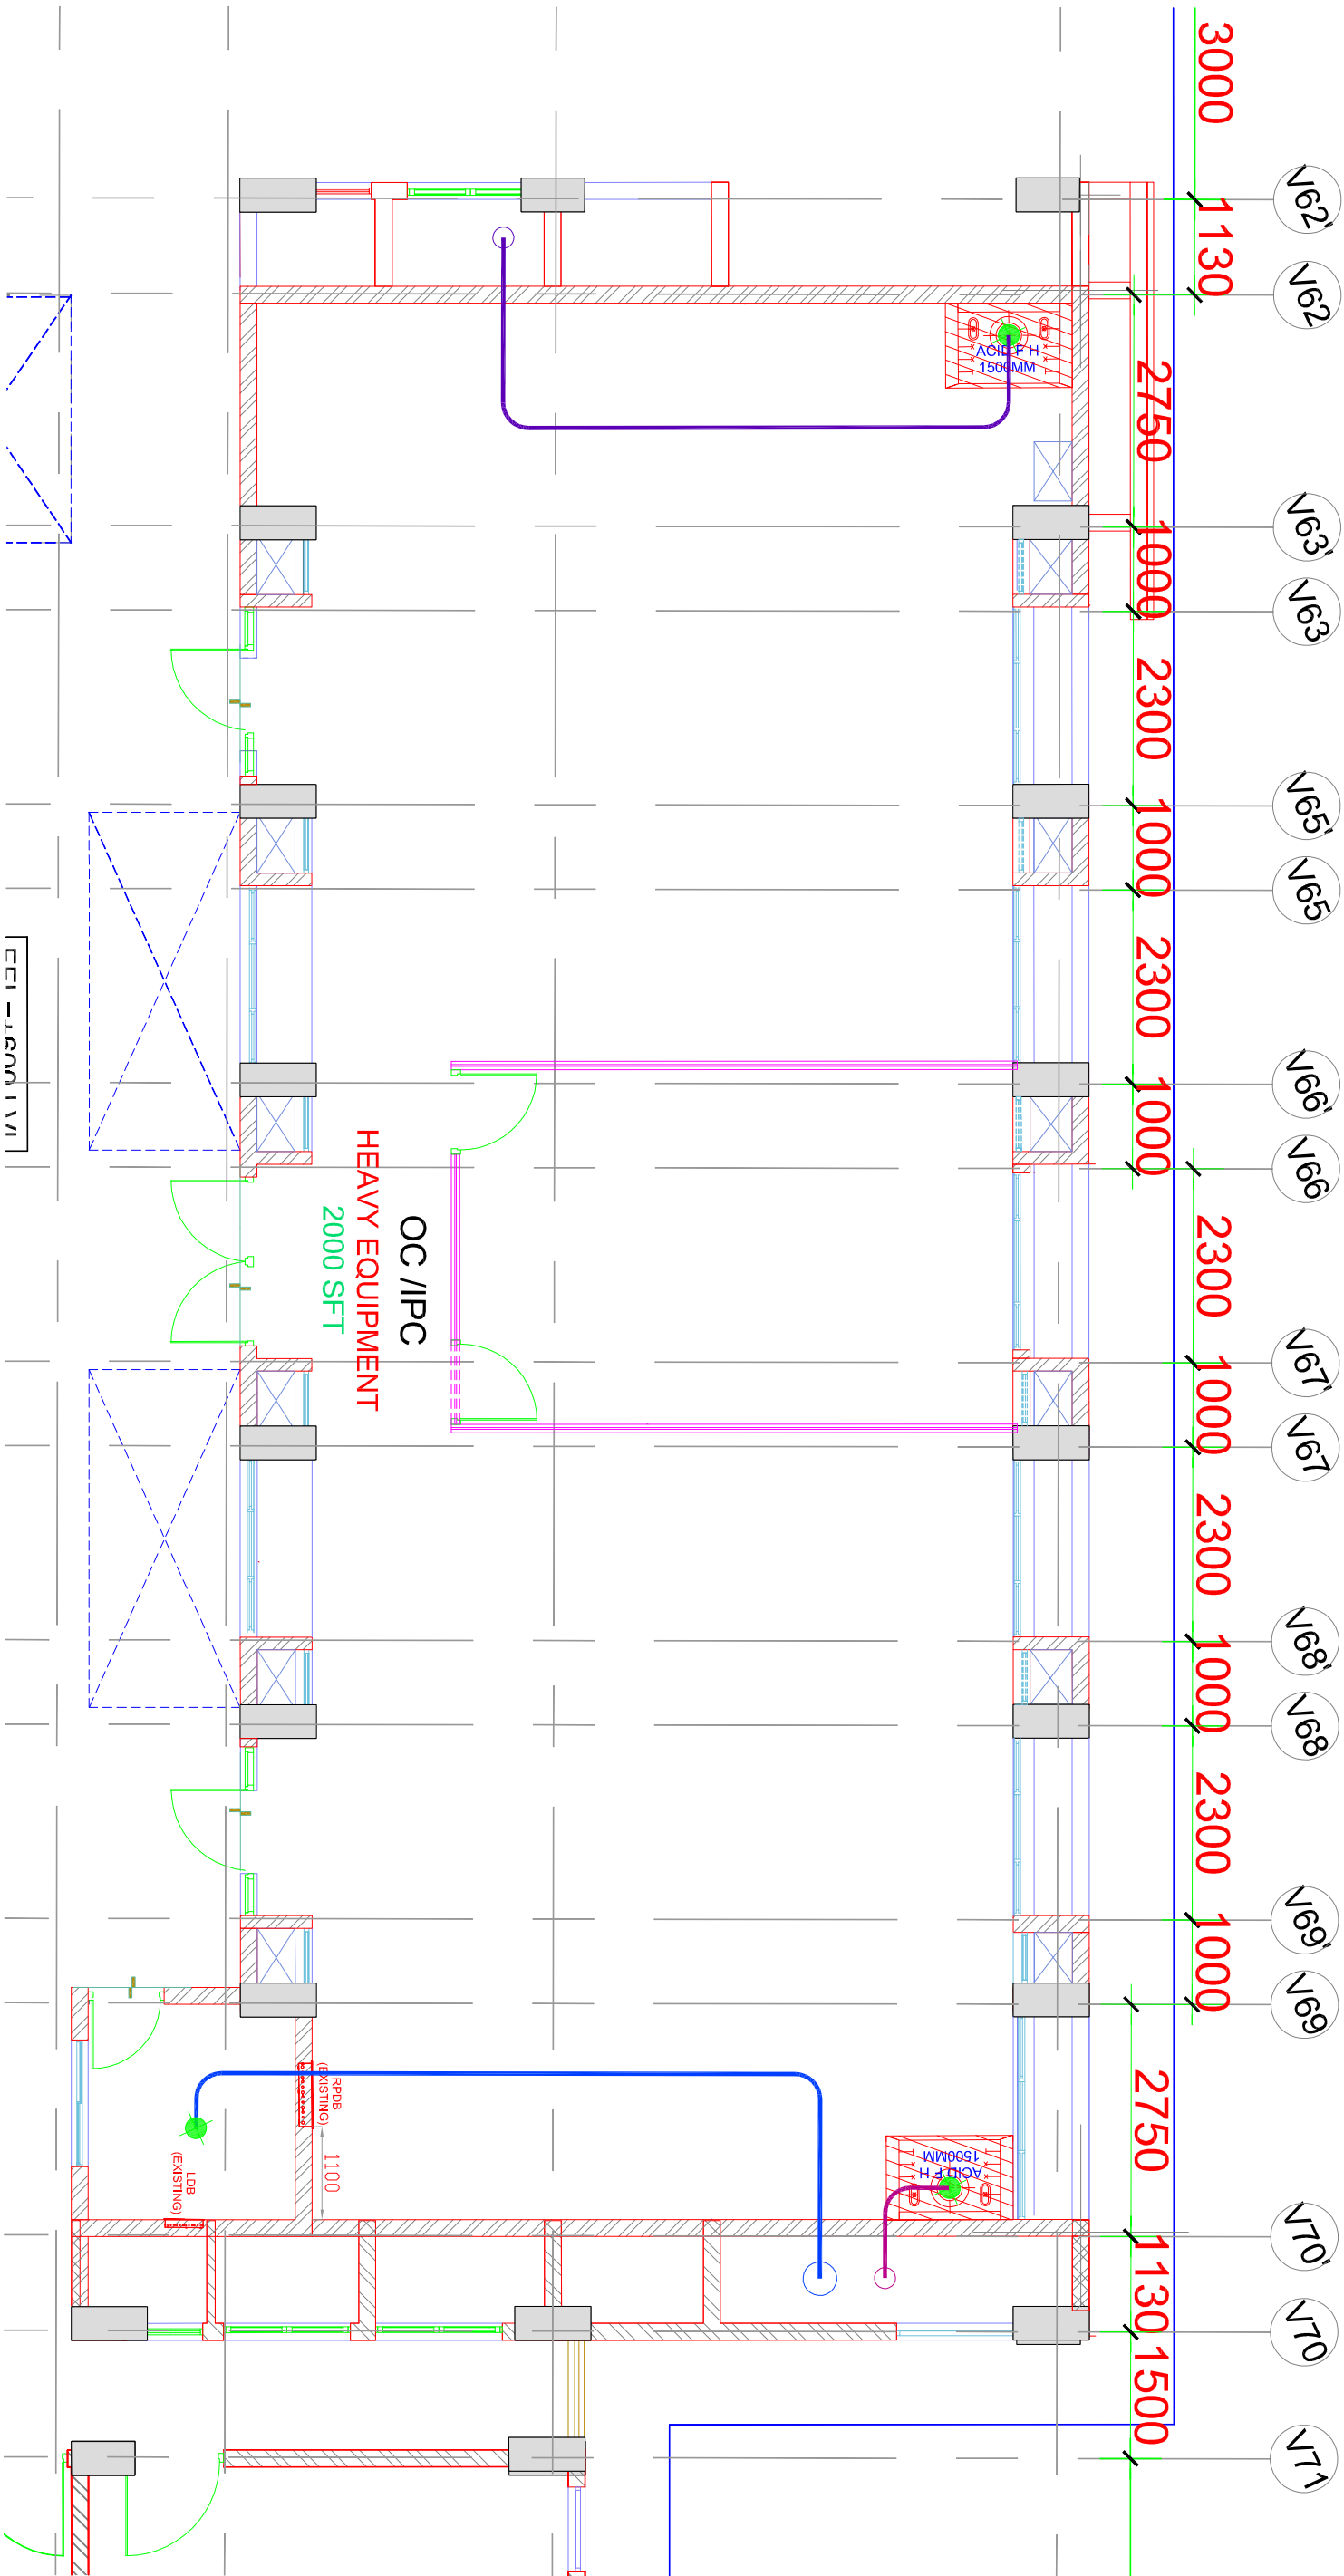 3000
V62'
1130
V62
2750
V63'
1000
V63
2300
V65'
1000
V65
2300
V66'
1000
V66
2300
V67'
1000
V67
2300
V68'
1000
V68
2300
V69'
1000
V69
2750
V70'
1130
V70
1500
V71
ACID F H
1500MM
OC /IPC
HEAVY EQUIPMENT
2000 SFT
RPDB
(EXISTING)
1100
LDB
(EXISTING)
ACID F H
1500MM